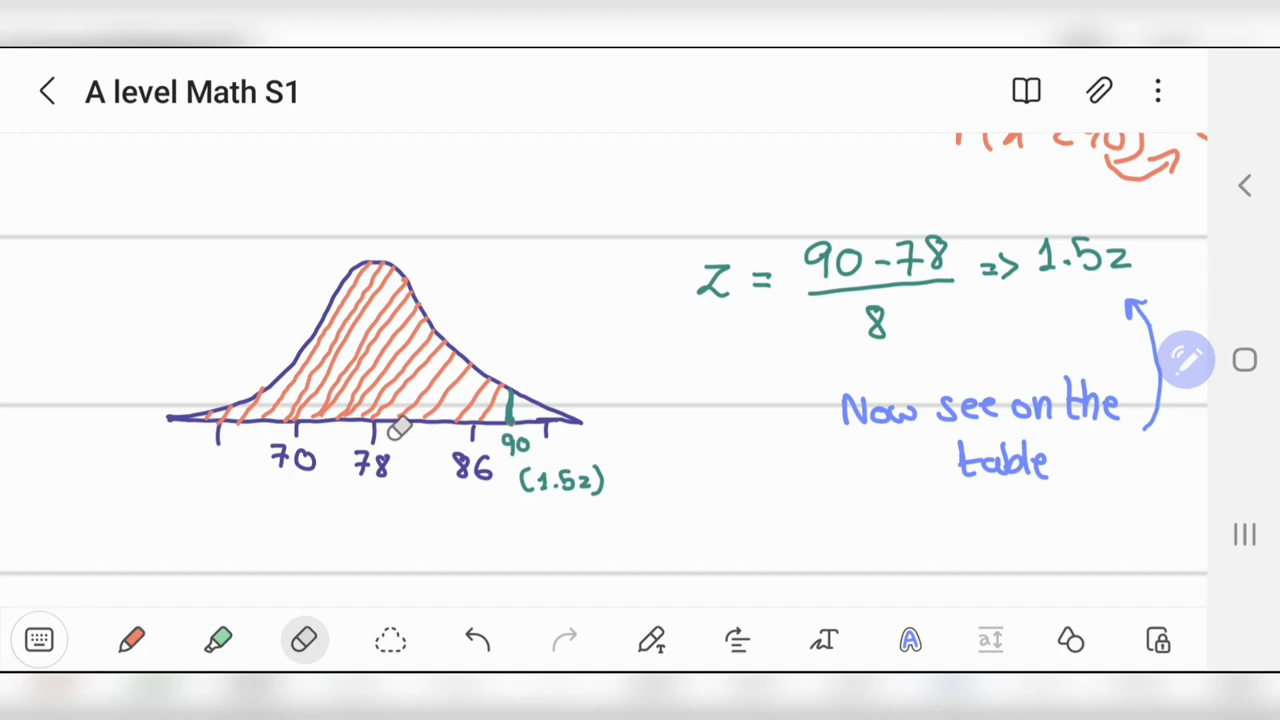 A level Math S1
z = 90 - 78 / 8 => 1.5z
Now see on the
table
70 78 86 90
(1.5z)